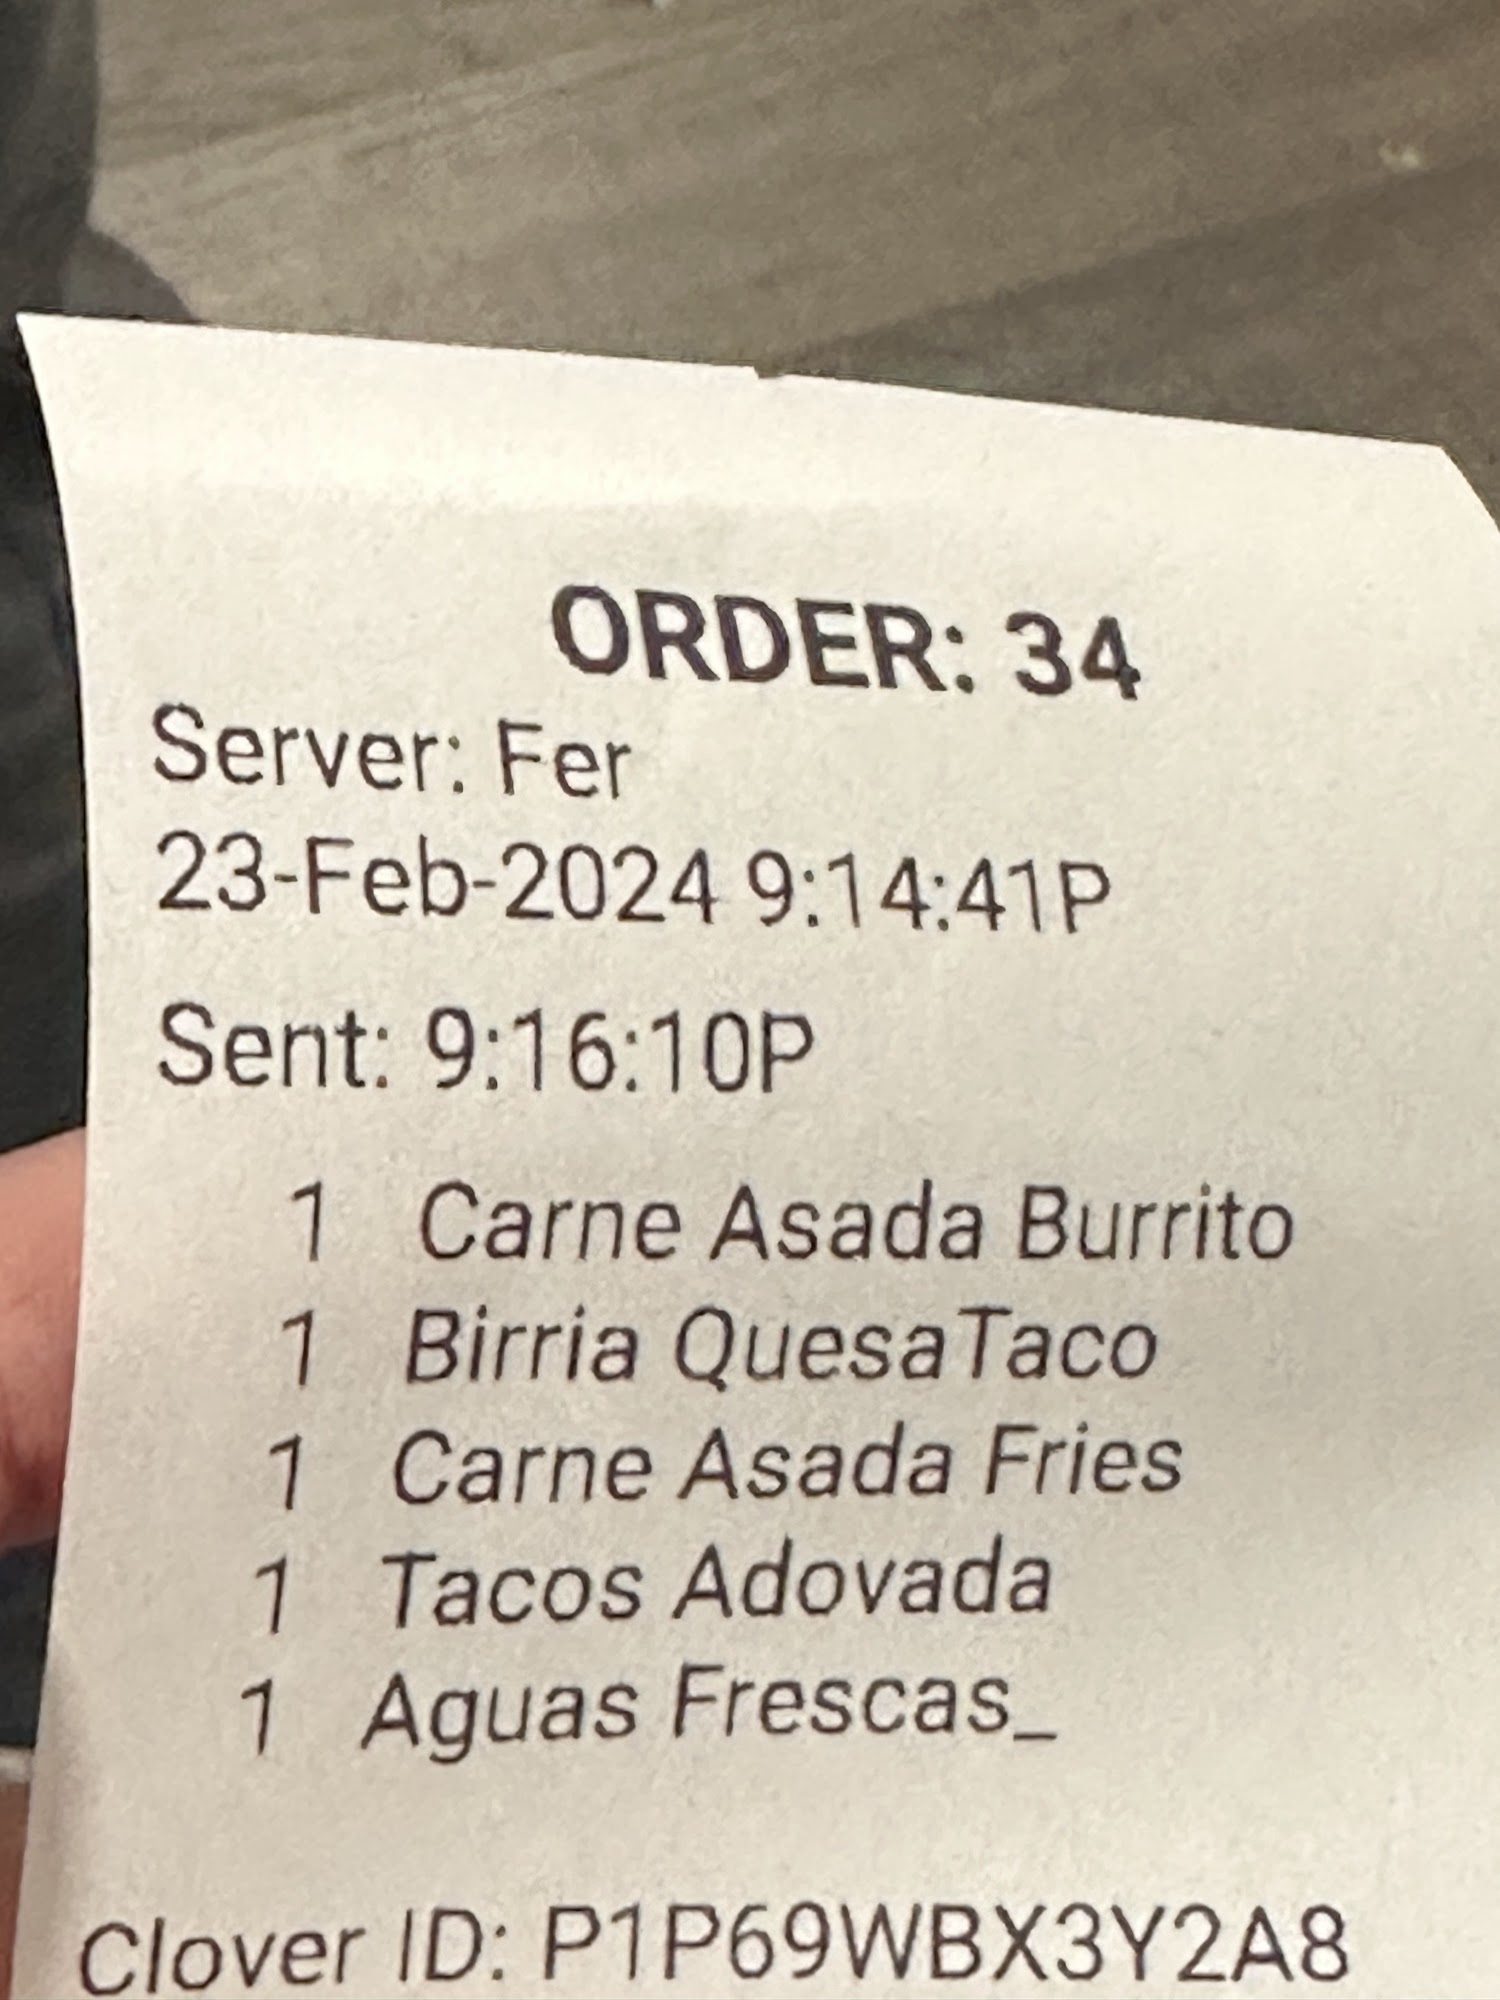 ORDER: 34
Server: Fer
23-Feb-2024 9:14:41P
Sent: 9:16:10P
1 Carne Asada Burrito
1 Birria QuesaTaco
1 Carne Asada Fries
1 Tacos Adovada
1 Aguas Frescas_
Clover ID: P1P69WBX3Y2A8